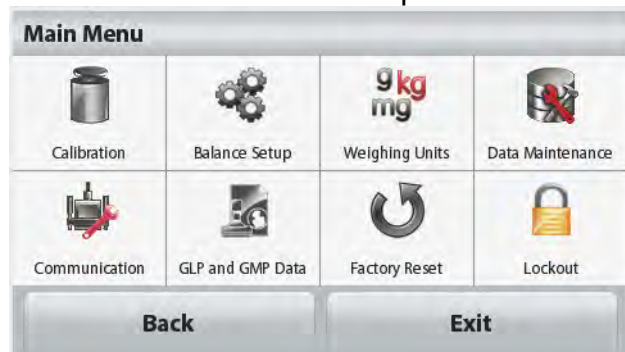 Main Menu
g kg
mg
Calibration
Balance Setup
Weighing Units
Data Maintenance
Communication
GLP and GMP Data
Factory Reset
Lockout
Back
Exit